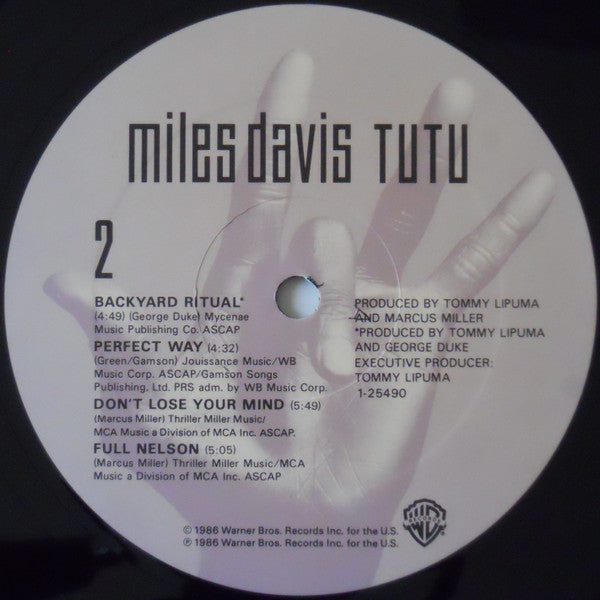 miles davis TUTU
2
BACKYARD RITUAL*
(4:49) (George Duke) Mycenae
Music Publishing Co. ASCAP
PERFECT WAY (4:32)
(Green/Gamson) Jouissance Music/WB
Music Corp. ASCAP/Gamson Songs
Publishing, Ltd. PRS adm. by WB Music Corp.
DON'T LOSE YOUR MIND (5:49)
(Marcus Miller) Thriller Miller Music/
MCA Music a Division of MCA Inc. ASCAP.
FULL NELSON (5:05)
(Marcus Miller) Thriller Miller Music/MCA
Music a Division of MCA Inc. ASCAP
PRODUCED BY TOMMY LIPUMA
AND MARCUS MILLER
*PRODUCED BY TOMMY LIPUMA
AND GEORGE DUKE
EXECUTIVE PRODUCER:
TOMMY LIPUMA
1-25490
© 1986 Warner Bros. Records Inc. for the U.S.
℗ 1986 Warner Bros. Records Inc. for the U.S.
WB
RECORDS